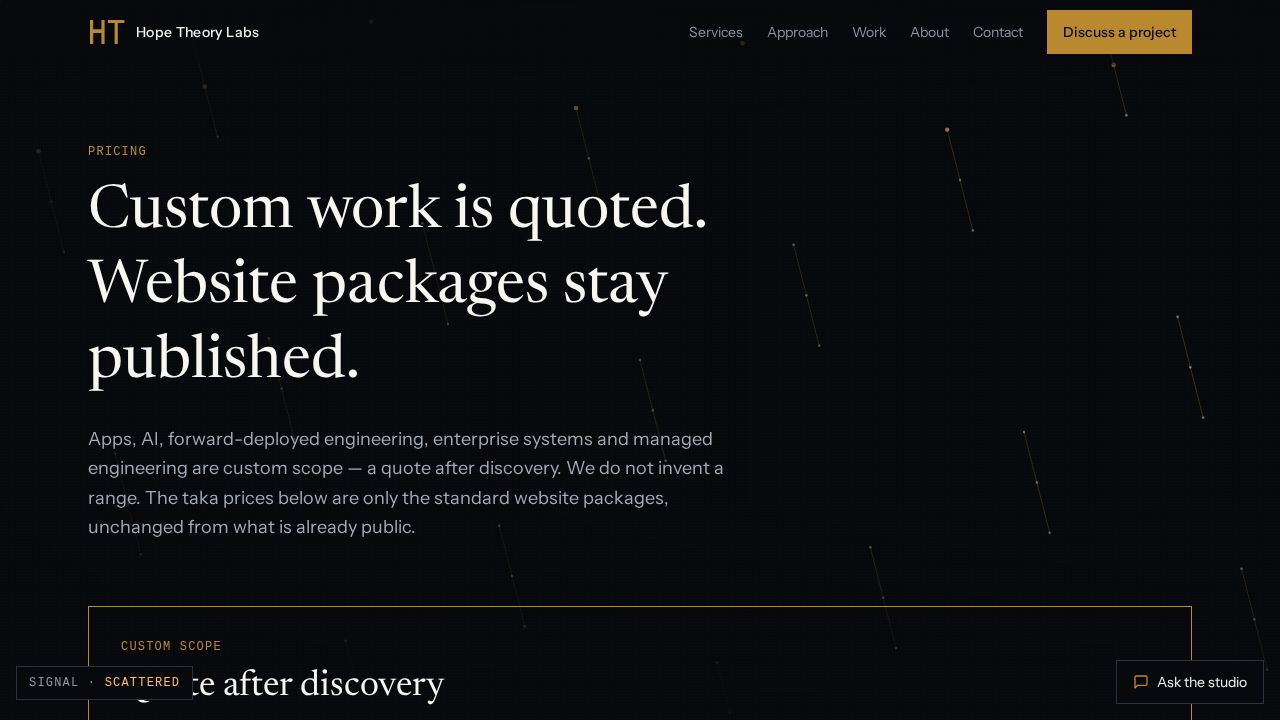 HT Hope Theory Labs
Services Approach Work About Contact Discuss a project
PRICING
Custom work is quoted.
Website packages stay
published.
Apps, AI, forward-deployed engineering, enterprise systems and managed
engineering are custom scope — a quote after discovery. We do not invent a
range. The taka prices below are only the standard website packages,
unchanged from what is already public.
CUSTOM SCOPE
after discovery
SIGNAL · SCATTERED
Ask the studio